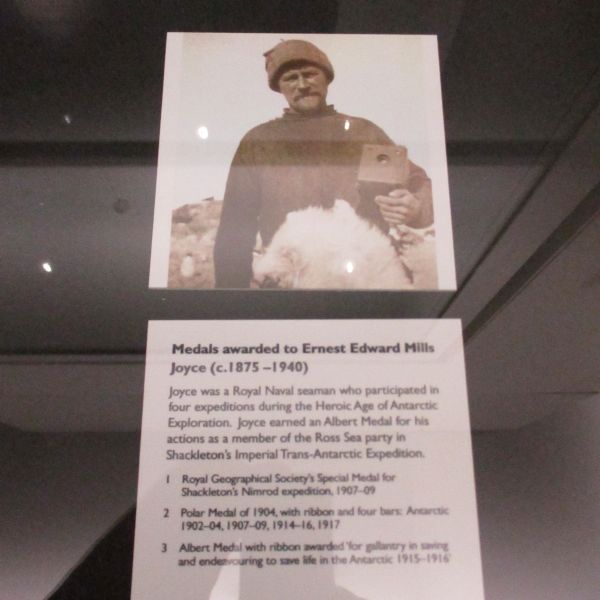 Medals awarded to Ernest Edward Mills
Joyce (c.1875 –1940)
Joyce was a Royal Naval seaman who participated in
four expeditions during the Heroic Age of Antarctic
Exploration. Joyce earned an Albert Medal for his
actions as a member of the Ross Sea party in
Shackleton's Imperial Trans-Antarctic Expedition.
1 Royal Geographical Society's Special Medal for
Shackleton's Nimrod expedition, 1907–09
2 Polar Medal of 1904, with ribbon and four bars: Antarctic
1902–04, 1907–09, 1914–16, 1917
3 Albert Medal with ribbon awarded 'for gallantry in saving
and endeavouring to save life in the Antarctic 1915–1916'